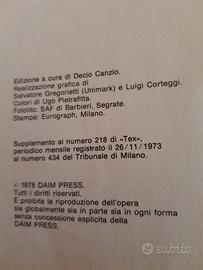 Edizione a cura di Decio Canzio.
Realizzazione grafica di
Salvatore Gregorietti (Unimark) e Luigi Corteggi.
Colori di Ugo Pietrafitta.
Fotolito: SAF di Barbieri, Segrate.
Stampa: Eurograph, Milano.
Supplemento al numero 218 di «Tex»,
periodico mensile registrato il 26/11/1973
al numero 434 del Tribunale di Milano.
© 1978 DAIM PRESS.
Tutti i diritti riservati.
È proibita la riproduzione dell'opera
sia globalmente sia in parte sia in ogni forma
senza concessione esplicita della
DAIM PRESS.
subito